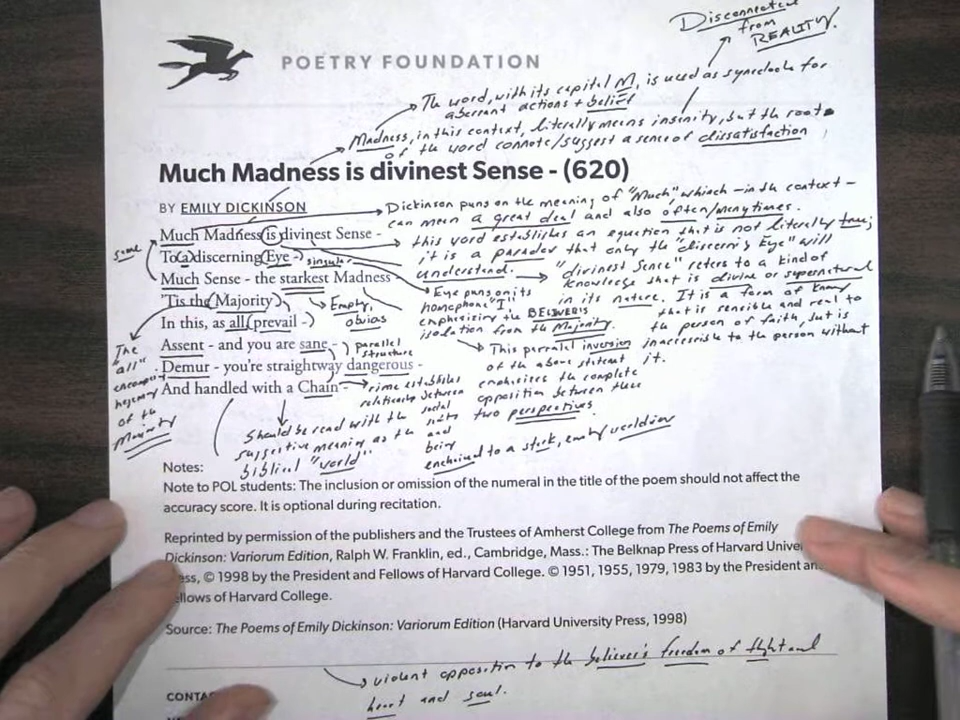 Disconnected
from
REALITY.
POETRY FOUNDATION
The word, with its capital M, is used as synecdoche for
aberrant actions + belief
Madness, in this context, literally means insanity, but the roots
of the word connote/suggest a sense of dissatisfaction
Much Madness is divinest Sense - (620)
BY EMILY DICKINSON
Dickinson puns on the meaning of "Much" which - in the context -
can mean a great deal and also often/many times.
Much Madness is divinest Sense -
this word establishes an equation that is not literally true;
same
To a discerning Eye -
singular
it is a paradox that only the "discerning Eye" will
understand.
Much Sense - the starkest Madness
"divinest Sense" refers to a kind of
knowledge that is divine or supernatural
in its nature. It is a form of
that is sensible and real to
the person of faith, but is
inaccessible to the person without
it.
Eye puns on its
homophone "I"
emphasizing the BELIEVER'S
isolation from the Majority.
'Tis the Majority
Empty,
obvious
In this, as all, prevail -
The
"all"
hegemony
of the
Majority
Assent - and you are sane -
parallel
structure
This parallel inversion
of the above statement
emphasizes the complete
opposition between these
two perspectives.
Demur - you're straightway dangerous -
And handled with a Chain -
rime establishes
relationship between
social
and
being
enchained to a stark, empty worldview
Should be read with the
suggestive meaning as the
biblical "world"
Notes:
Note to POL students: The inclusion or omission of the numeral in the title of the poem should not affect the
accuracy score. It is optional during recitation.
Reprinted by permission of the publishers and the Trustees of Amherst College from The Poems of Emily
Dickinson: Variorum Edition, Ralph W. Franklin, ed., Cambridge, Mass.: The Belknap Press of Harvard Univer
ess, © 1998 by the President and Fellows of Harvard College. © 1951, 1955, 1979, 1983 by the President an
ellows of Harvard College.
Source: The Poems of Emily Dickinson: Variorum Edition (Harvard University Press, 1998)
violent opposition to the believer's freedom of thought and
heart and soul.
CONTA